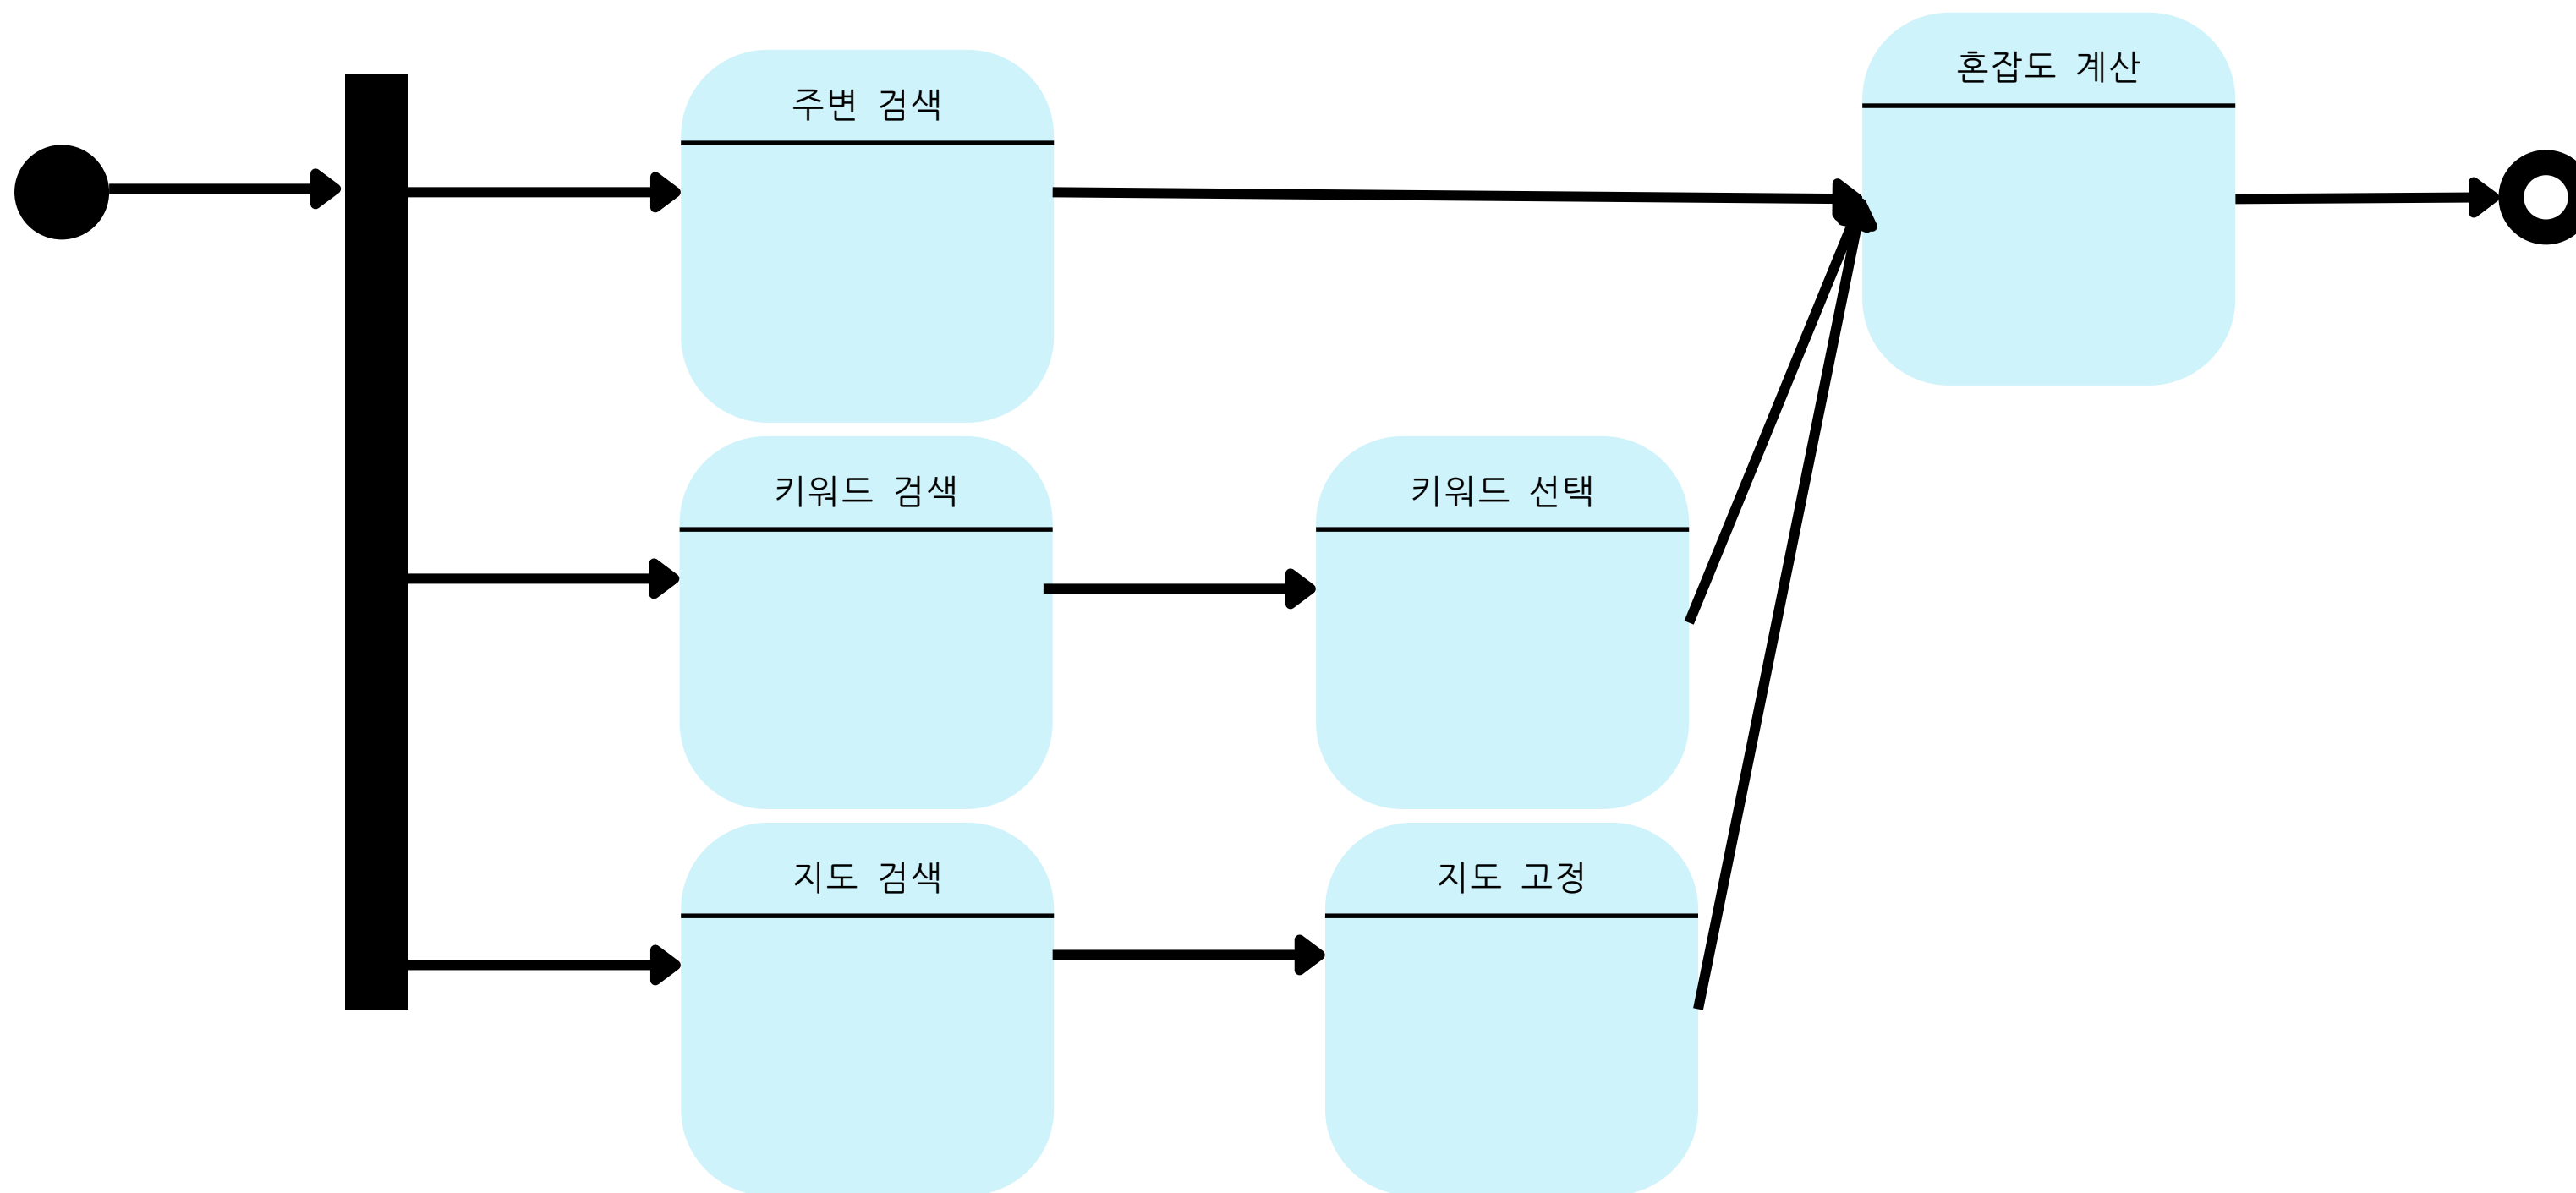 주변 검색
혼잡도 계산
키워드 검색
키워드 선택
지도 검색
지도 고정